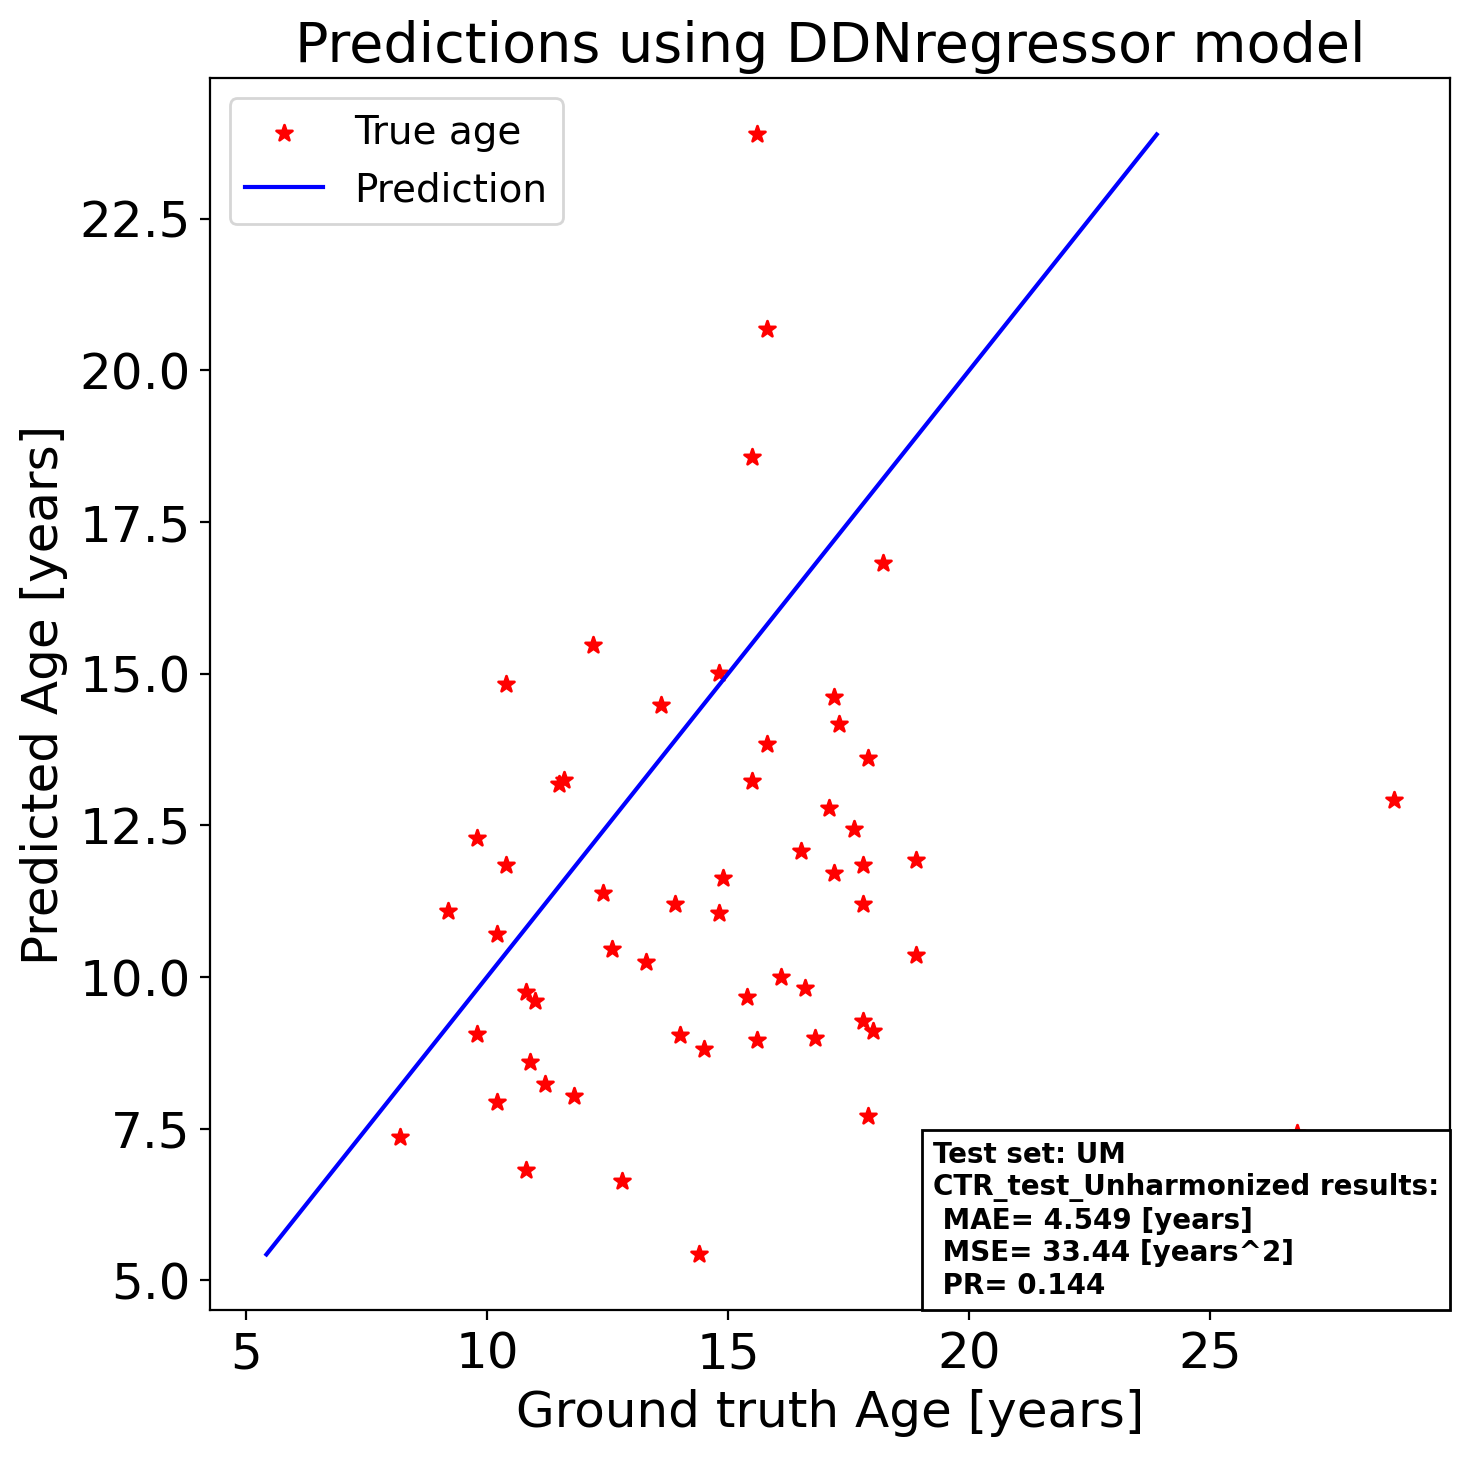 Predictions using DDNregressor model
True age
Prediction
Predicted Age [years]
22.5
20.0
17.5
15.0
12.5
10.0
7.5
5.0
Test set: UM
CTR_test_Unharmonized results:
MAE= 4.549 [years]
MSE= 33.44 [years^2]
PR= 0.144
5
10
15
20
25
Ground truth Age [years]